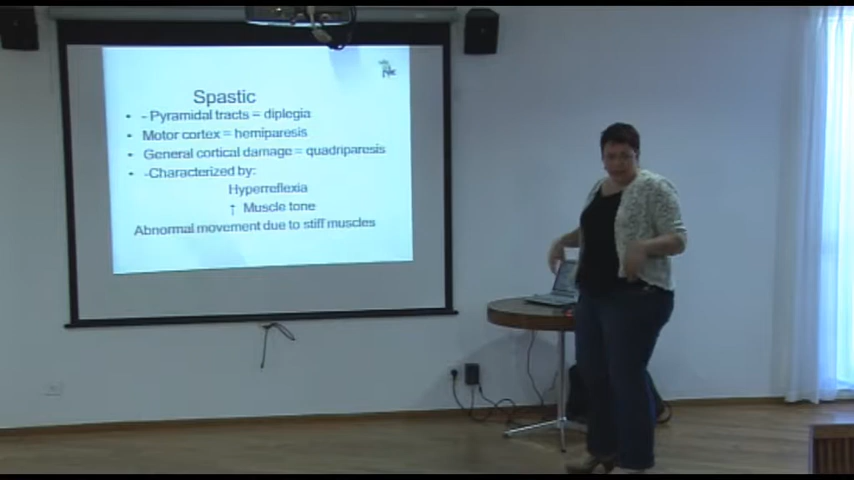 Spastic
• - Pyramidal tracts = diplegia
• Motor cortex = hemiparesis
• General cortical damage = quadriparesis
• -Characterized by:
Hyperreflexia
↑ Muscle tone
Abnormal movement due to stiff muscles